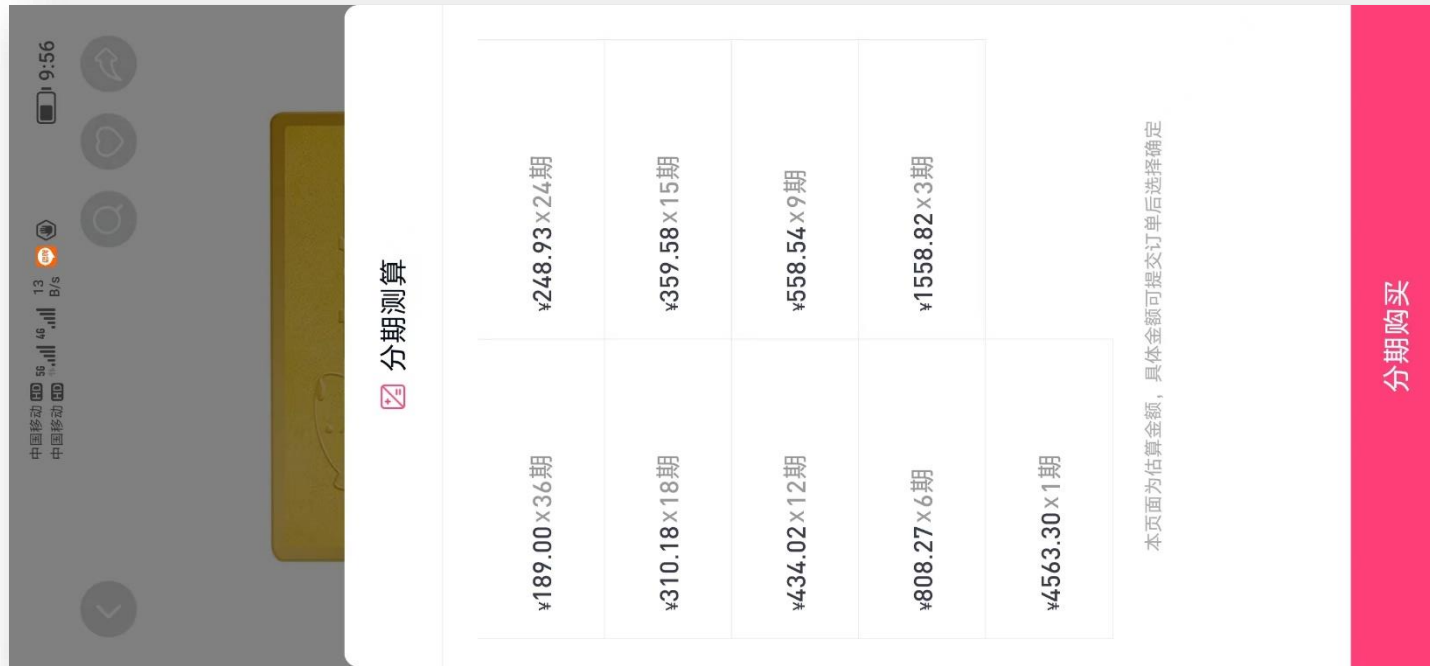 中国移动 HD 5G 4G 13
中国移动 HD B/s
9:56
分期测算
¥189.00×36期
¥248.93×24期
¥310.18×18期
¥359.58×15期
¥434.02×12期
¥558.54×9期
¥808.27×6期
¥1558.82×3期
¥4563.30×1期
本页面为估算金额，具体金额可提交订单后选择确定
分期购买